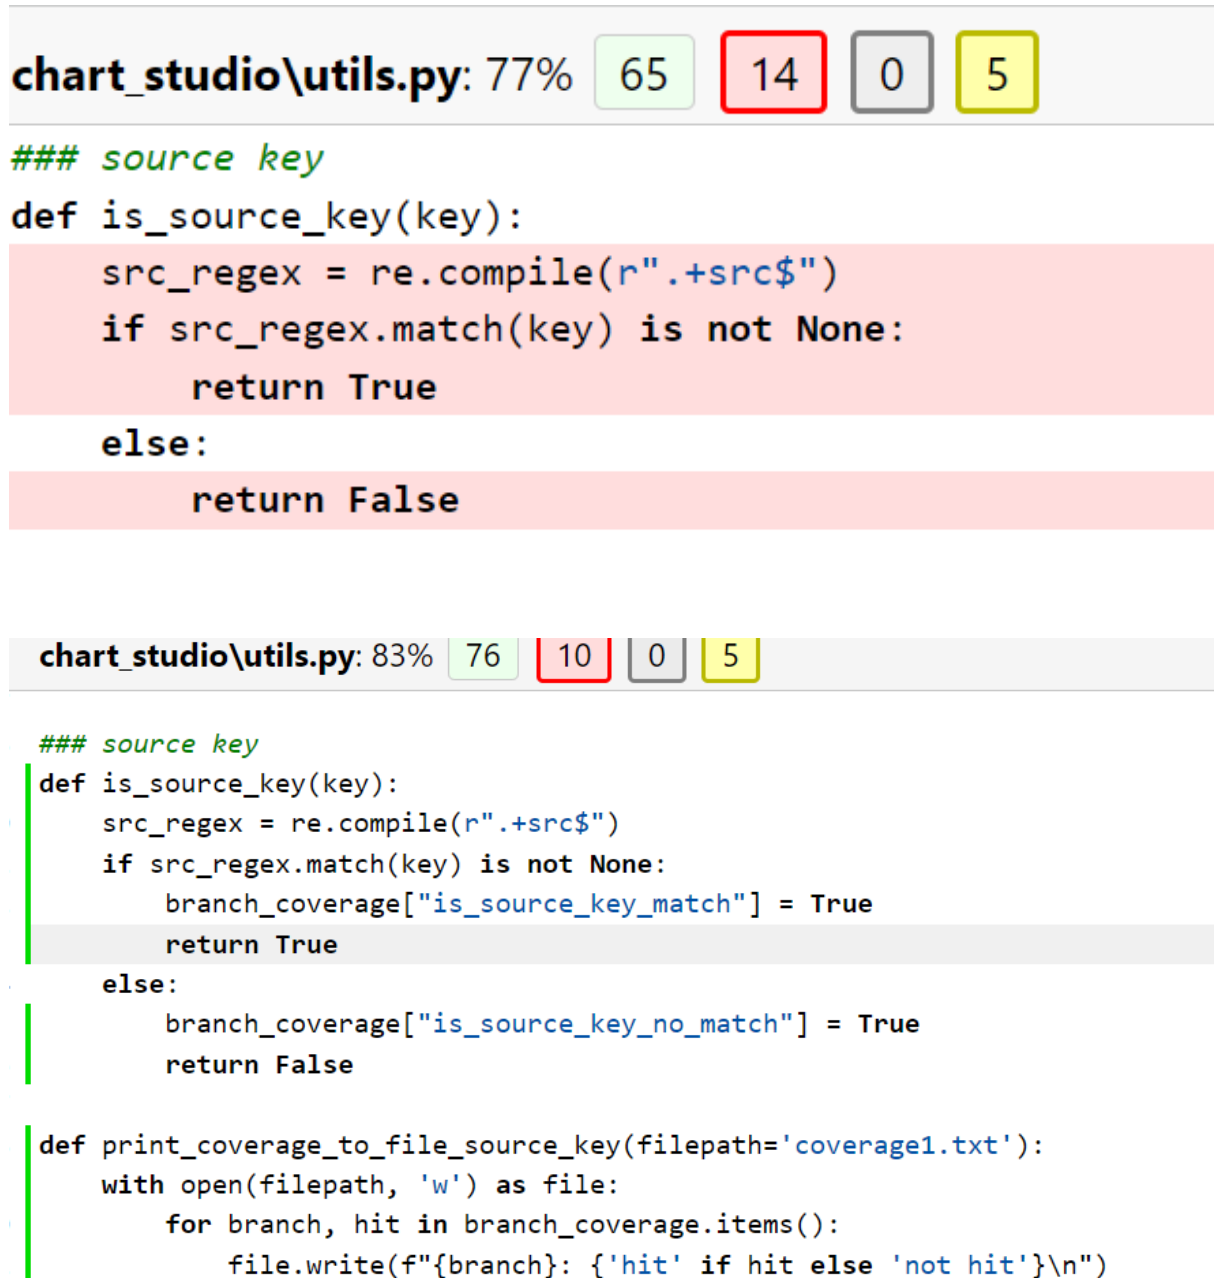 chart_studio\utils.py: 77% 65 14 0 5
### source key
def is_source_key(key):
    src_regex = re.compile(r".+src$")
    if src_regex.match(key) is not None:
        return True
    else:
        return False
chart_studio\utils.py: 83% 76 10 0 5
### source key
def is_source_key(key):
    src_regex = re.compile(r".+src$")
    if src_regex.match(key) is not None:
        branch_coverage["is_source_key_match"] = True
        return True
    else:
        branch_coverage["is_source_key_no_match"] = True
        return False
def print_coverage_to_file_source_key(filepath='coverage1.txt'):
    with open(filepath, 'w') as file:
        for branch, hit in branch_coverage.items():
            file.write(f"{branch}: {'hit' if hit else 'not hit'}\n")